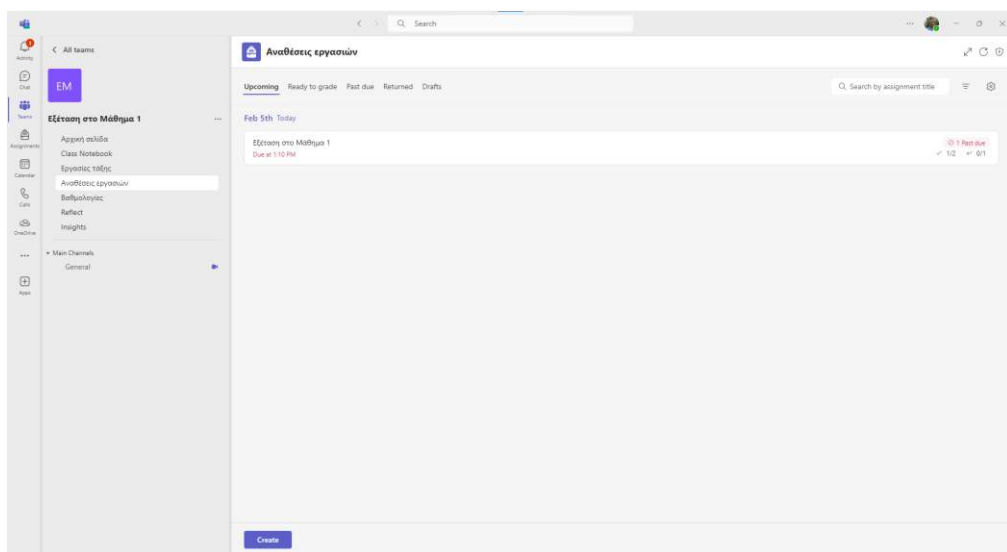 Search
Activity
Chat
Teams
Assignments
Calendar
Calls
OneDrive
Apps
All teams
EM
Εξέταση στο Μάθημα 1
Αρχική σελίδα
Class Notebook
Εργασίες τάξης
Αναθέσεις εργασιών
Βαθμολογίες
Reflect
Insights
Main Channels
General
Αναθέσεις εργασιών
Upcoming Ready to grade Past due Returned Drafts
Search by assignment title
Feb 5th Today
Εξέταση στο Μάθημα 1
Due at 1:10 PM
1 Past due
1/2 0/1
Create